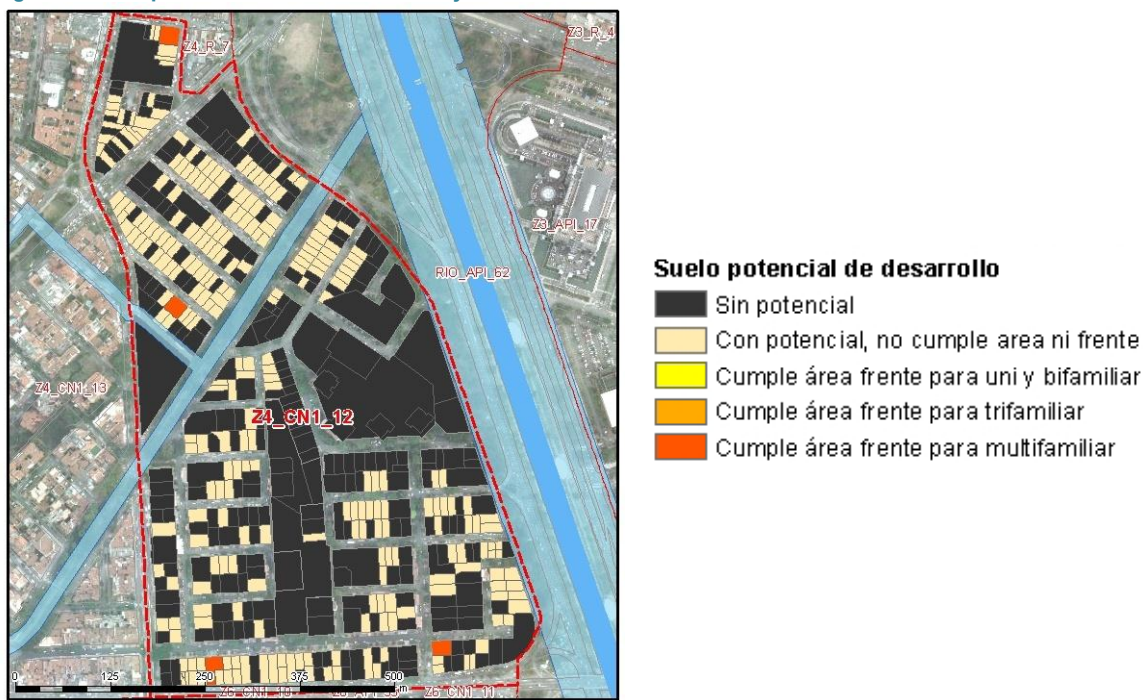 Z4_R_7
Z3_R_4
Z3_API_17
RIO_API_62
Z4_CN1_13
Z4_CN1_12
0 125 250 375 500
m
Z6_CN1_11
Suelo potencial de desarrollo
Sin potencial
Con potencial, no cumple area ni frente
Cumple área frente para uni y bifamiliar
Cumple área frente para trifamiliar
Cumple área frente para multifamiliar